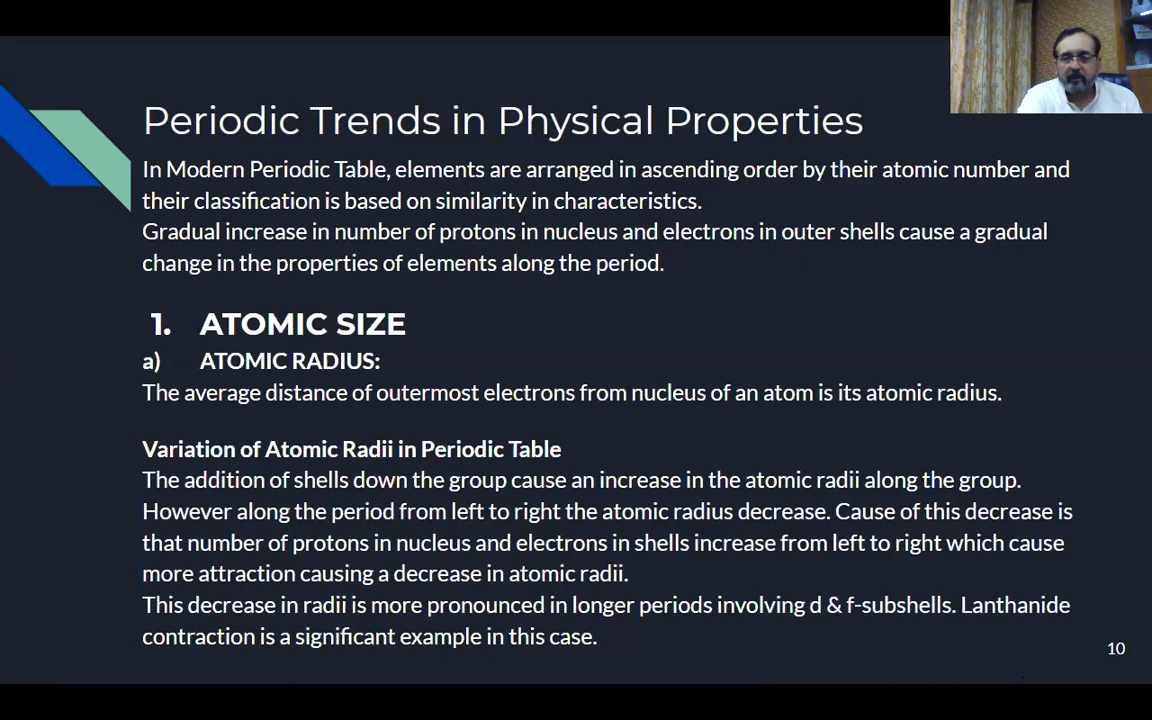 Periodic Trends in Physical Properties
In Modern Periodic Table, elements are arranged in ascending order by their atomic number and
their classification is based on similarity in characteristics.
Gradual increase in number of protons in nucleus and electrons in outer shells cause a gradual
change in the properties of elements along the period.
1. ATOMIC SIZE
a) ATOMIC RADIUS:
The average distance of outermost electrons from nucleus of an atom is its atomic radius.
Variation of Atomic Radii in Periodic Table
The addition of shells down the group cause an increase in the atomic radii along the group.
However along the period from left to right the atomic radius decrease. Cause of this decrease is
that number of protons in nucleus and electrons in shells increase from left to right which cause
more attraction causing a decrease in atomic radii.
This decrease in radii is more pronounced in longer periods involving d & f-subshells. Lanthanide
contraction is a significant example in this case.
10